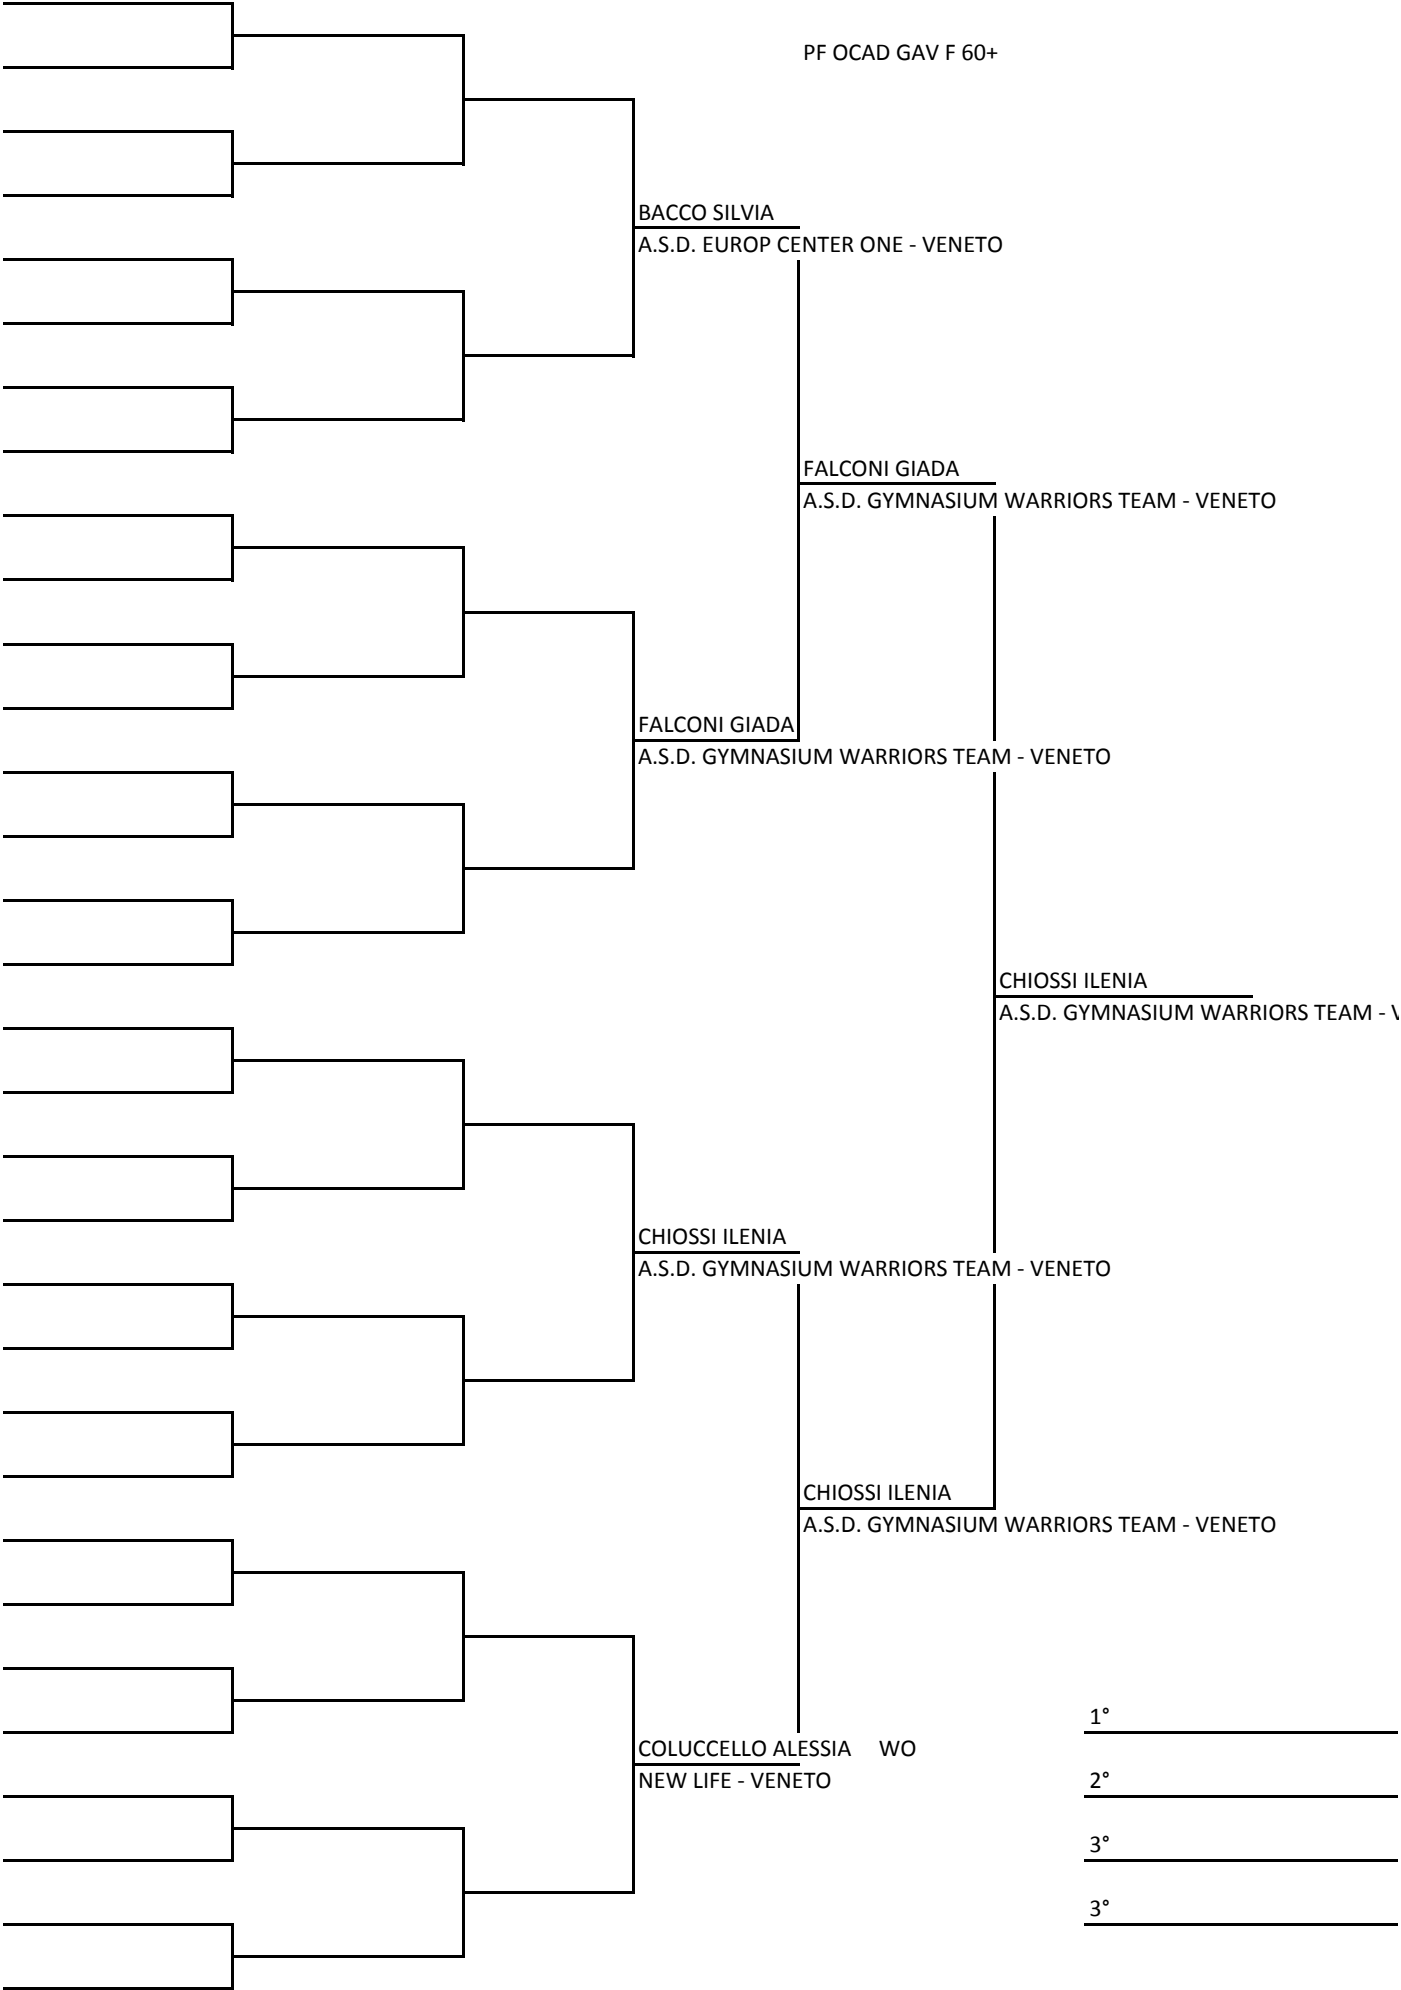 PF OCAD GAV F 60+
BACCO SILVIA
A.S.D. EUROP CENTER ONE - VENETO
FALCONI GIADA
A.S.D. GYMNASIUM WARRIORS TEAM - VENETO
FALCONI GIADA
A.S.D. GYMNASIUM WARRIORS TEAM - VENETO
CHIOSSI ILENIA
A.S.D. GYMNASIUM WARRIORS TEAM -
CHIOSSI ILENIA
A.S.D. GYMNASIUM WARRIORS TEAM - VENETO
CHIOSSI ILENIA
A.S.D. GYMNASIUM WARRIORS TEAM - VENETO
1°
COLUCCELLO ALESSIA WO
NEW LIFE - VENETO
2°
3°
3°